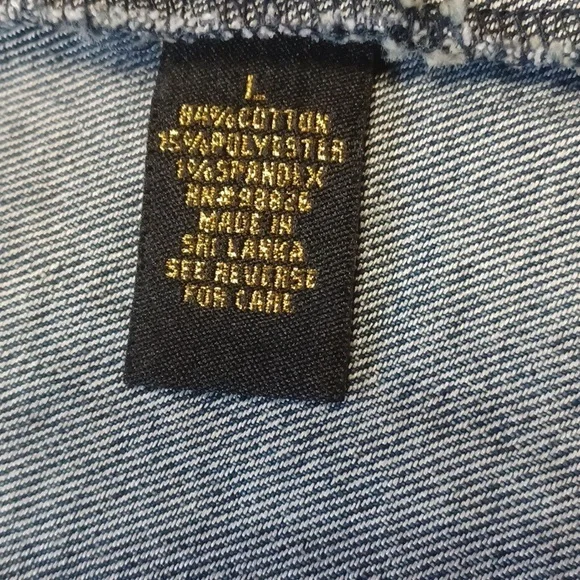 L
84%COTTON
15%POLYESTER
1%SPANDEX
RN#98826
MADE IN
SRI LANKA
SEE REVERSE
FOR CARE